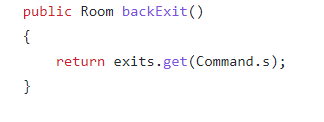 public Room backExit()
{
    return exits.get(Command.s);
}